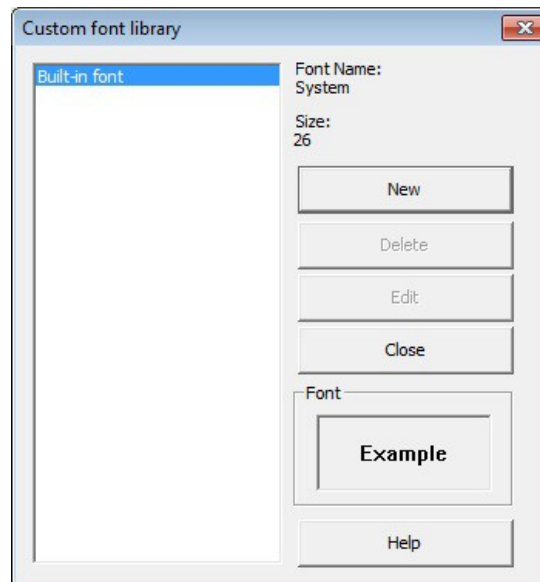 Custom font library
Built-in font
Font Name:
System
Size:
26
New
Delete
Edit
Close
Font
Example
Help